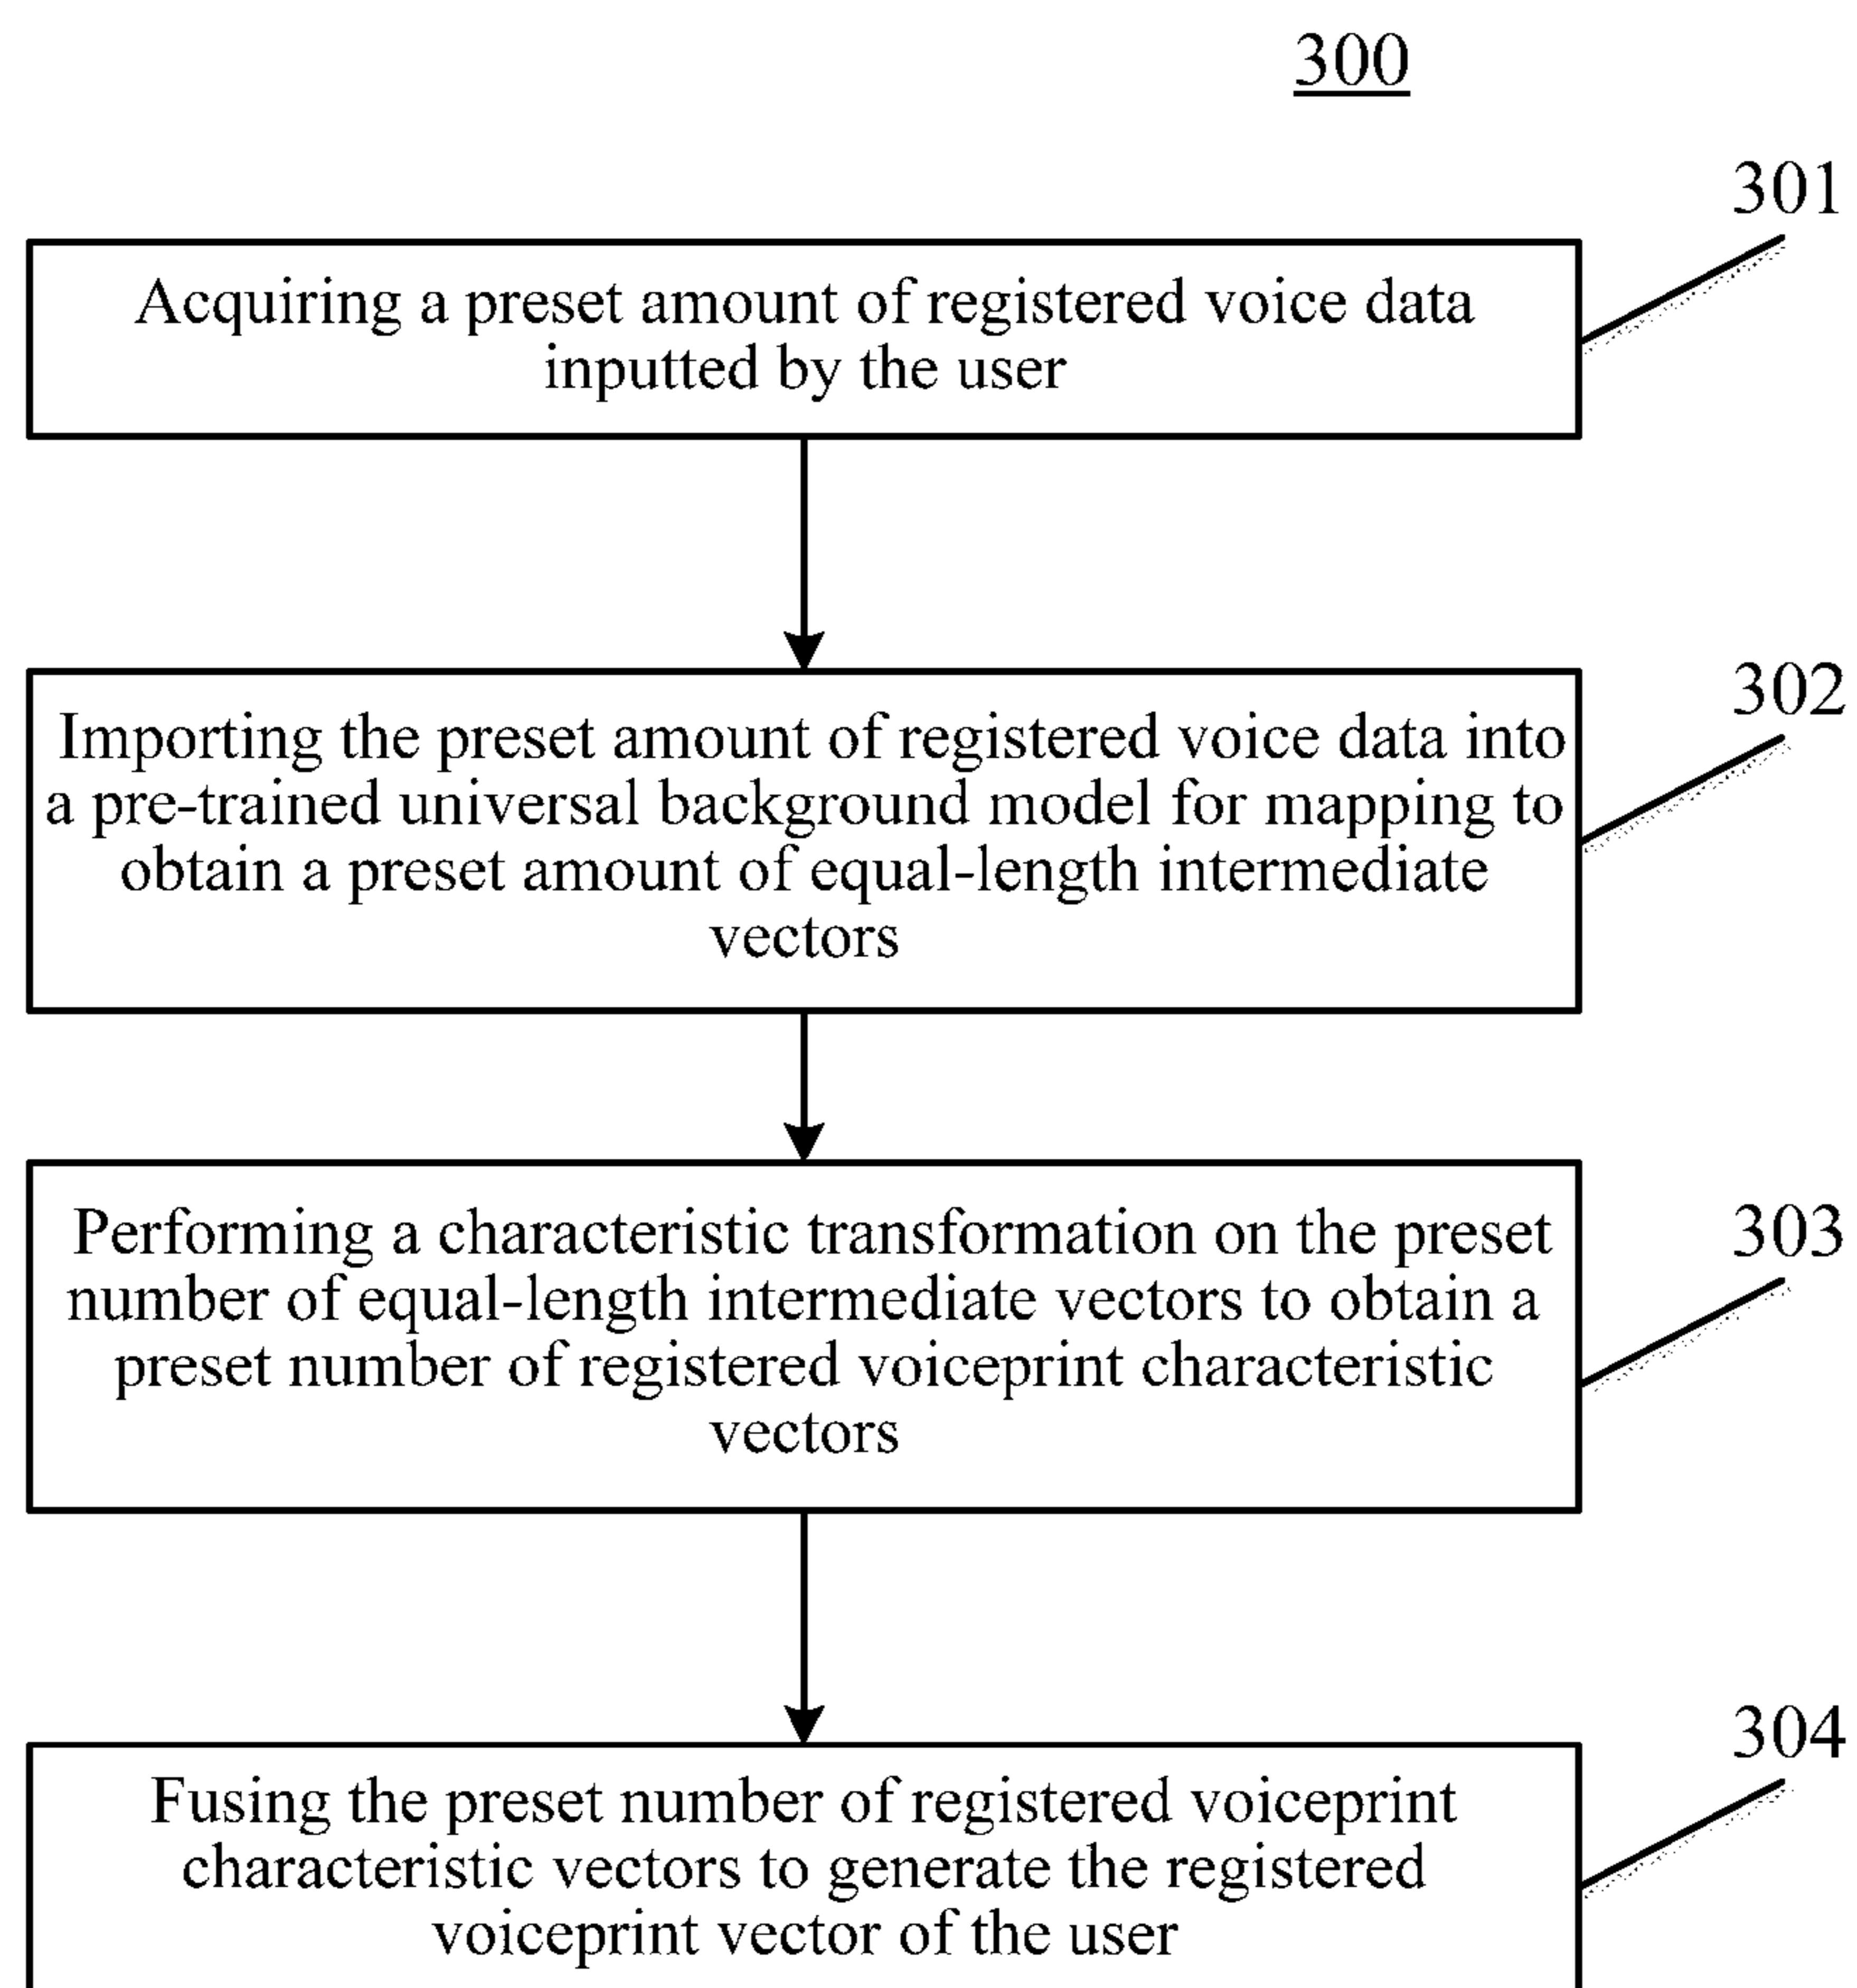 300
301
Acquiring a preset amount of registered voice data
inputted by the user
302
Importing the preset amount of registered voice data into
a pre-trained universal background model for mapping to
obtain a preset amount of equal-length intermediate
vectors
303
Performing a characteristic transformation on the preset
number of equal-length intermediate vectors to obtain a
preset number of registered voiceprint characteristic
vectors
304
Fusing the preset number of registered voiceprint
characteristic vectors to generate the registered
voiceprint vector of the user